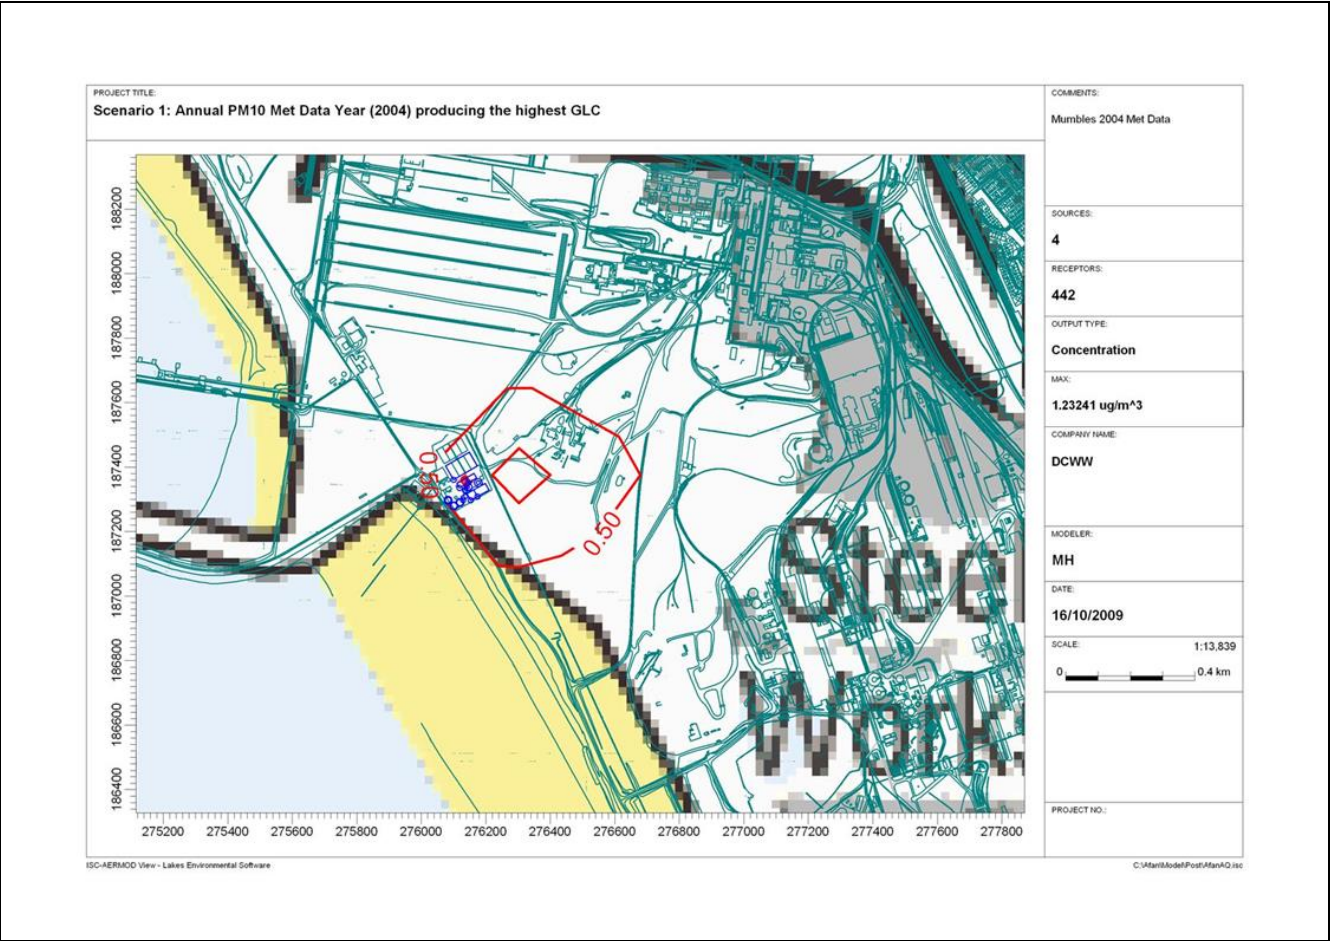 PROJECT TITLE:
Scenario 1: Annual PM10 Met Data Year (2004) producing the highest GLC
COMMENTS:
Mumbles 2004 Met Data
SOURCES:
4
RECEPTORS:
442
OUTPUT TYPE:
Concentration
MAX:
1.23241 ug/m^3
COMPANY NAME:
DCWW
MODELER:
MH
DATE:
16/10/2009
SCALE:
1:13,839
0
0.4 km
PROJECT NO.:
188200
188000
187800
187600
187400
187200
187000
186800
186600
186400
0.50
0.50
Steel
Work
275200 275400 275600 275800 276000 276200 276400 276600 276800 277000 277200 277400 277600 277800
ISC-AERMOD View - Lakes Environmental Software
C:\Afan\Model\Post\AfanAQ.isc